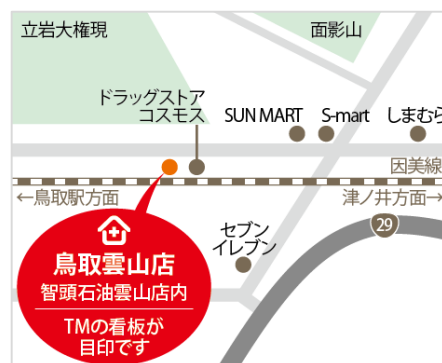 立岩大権現
面影山
ドラッグストア
コスモス
SUN MART
S-mart
しまむら
因美線
←鳥取駅方面
津ノ井方面→
29
セブン
イレブン
鳥取雲山店
智頭石油雲山店内
TMの看板が
目印です